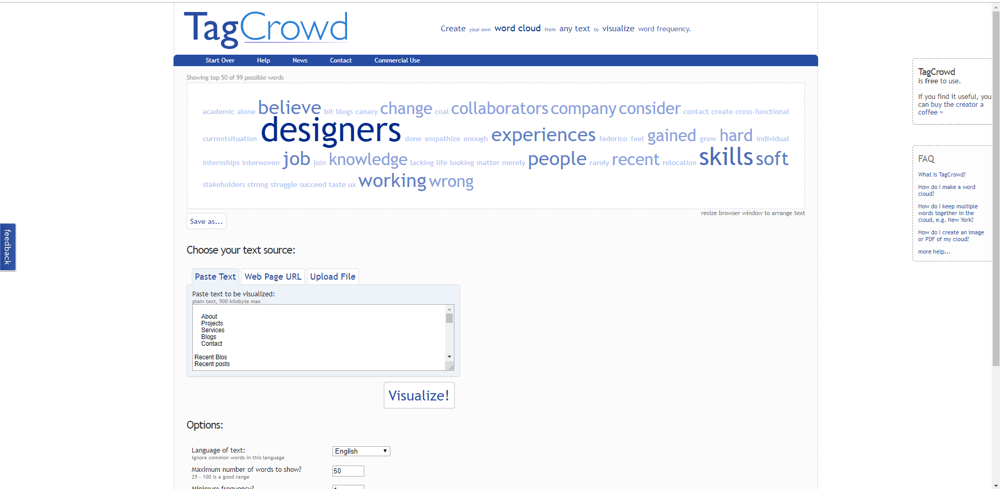 TagCrowd
Create your own word cloud from any text to visualize word frequency.
Start Over Help News Contact Commercial Use
Showing top 50 of 99 possible words
academic alone believe bit blogs canary change coal collaborators company consider contact create cross-functional
currentsituation designers done empathize enough experiences federico feel gained grow hard individual
internships interwoven job join knowledge lacking life looking matter merely people rarely recent relocation skills soft
stakeholders strong struggle succeed taste ux working wrong
resize browser window to arrange text
Save as...
Choose your text source:
Paste Text Web Page URL Upload File
Paste text to be visualized:
plain text, 500 kilobyte max
About
Projects
Services
Blogs
Contact
Recent Blos
Recent posts
Visualize!
Options:
Language of text: English
Ignore common words in this language
Maximum number of words to show? 50
25 - 100 is a good range
Minimum frequency?
feedback
TagCrowd
is free to use.
If you find it useful, you
can buy the creator a
coffee »
FAQ
What is TagCrowd?
How do I make a word
cloud?
How do I keep multiple
words together in the
cloud, e.g. New York?
How do I create an image
or PDF of my cloud?
more help...